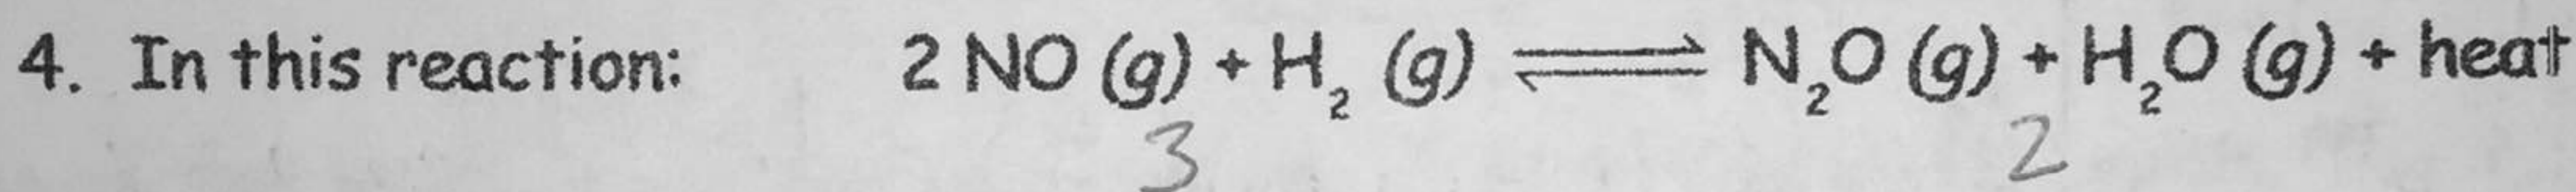 4. In this reaction: 2 NO (g) + H₂ (g) ⇌ N₂O (g) + H₂O (g) + heat
3 2